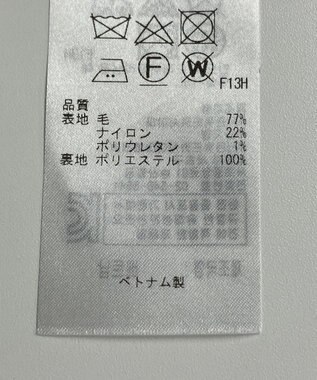 F W
F13H
品質
表地 毛 77%
ナイロン 22%
ポリウレタン 1%
裏地 ポリエステル 100%
ベトナム製